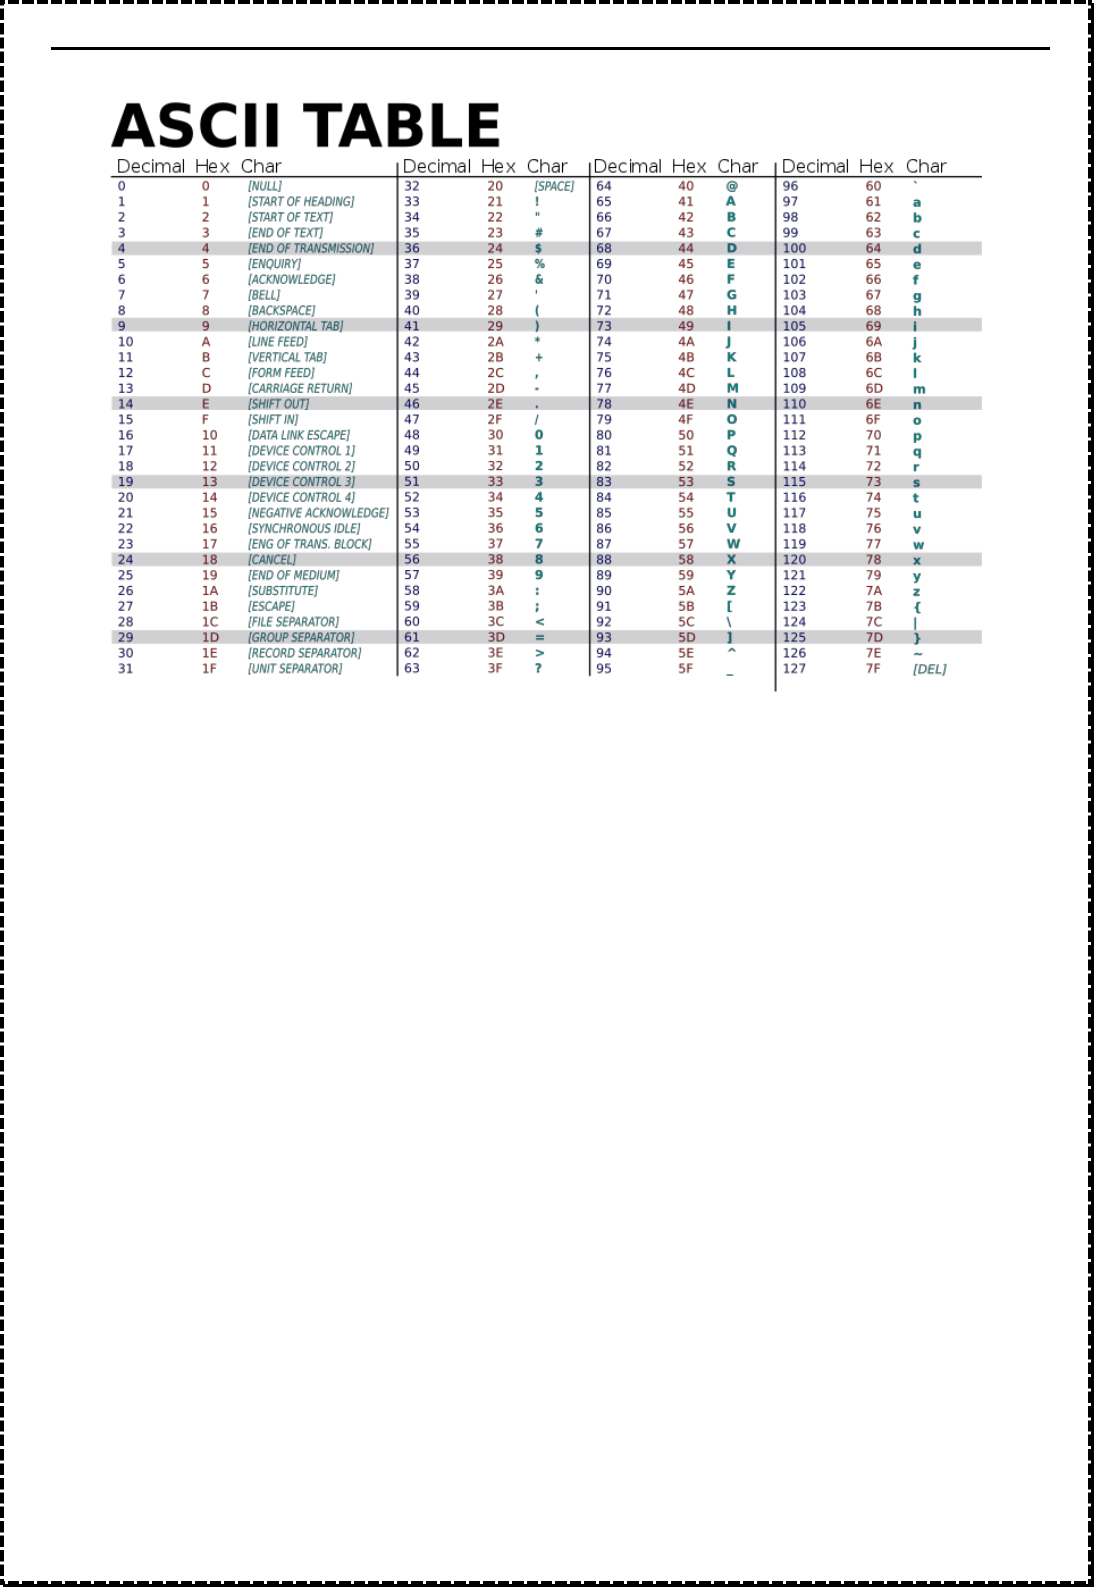 ASCII TABLE
Decimal Hex Char Decimal Hex Char Decimal Hex Char Decimal Hex Char
0 0 [NULL] 32 20 [SPACE] 64 40 @ 96 60 `
1 1 [START OF HEADING] 33 21 ! 65 41 A 97 61 a
2 2 [START OF TEXT] 34 22 " 66 42 B 98 62 b
3 3 [END OF TEXT] 35 23 # 67 43 C 99 63 c
4 4 [END OF TRANSMISSION] 36 24 $ 68 44 D 100 64 d
5 5 [ENQUIRY] 37 25 % 69 45 E 101 65 e
6 6 [ACKNOWLEDGE] 38 26 & 70 46 F 102 66 f
7 7 [BELL] 39 27 ' 71 47 G 103 67 g
8 8 [BACKSPACE] 40 28 ( 72 48 H 104 68 h
9 9 [HORIZONTAL TAB] 41 29 ) 73 49 I 105 69 i
10 A [LINE FEED] 42 2A * 74 4A J 106 6A j
11 B [VERTICAL TAB] 43 2B + 75 4B K 107 6B k
12 C [FORM FEED] 44 2C , 76 4C L 108 6C l
13 D [CARRIAGE RETURN] 45 2D - 77 4D M 109 6D m
14 E [SHIFT OUT] 46 2E . 78 4E N 110 6E n
15 F [SHIFT IN] 47 2F / 79 4F O 111 6F o
16 10 [DATA LINK ESCAPE] 48 30 0 80 50 P 112 70 p
17 11 [DEVICE CONTROL 1] 49 31 1 81 51 Q 113 71 q
18 12 [DEVICE CONTROL 2] 50 32 2 82 52 R 114 72 r
19 13 [DEVICE CONTROL 3] 51 33 3 83 53 S 115 73 s
20 14 [DEVICE CONTROL 4] 52 34 4 84 54 T 116 74 t
21 15 [NEGATIVE ACKNOWLEDGE] 53 35 5 85 55 U 117 75 u
22 16 [SYNCHRONOUS IDLE] 54 36 6 86 56 V 118 76 v
23 17 [ENG OF TRANS. BLOCK] 55 37 7 87 57 W 119 77 w
24 18 [CANCEL] 56 38 8 88 58 X 120 78 x
25 19 [END OF MEDIUM] 57 39 9 89 59 Y 121 79 y
26 1A [SUBSTITUTE] 58 3A : 90 5A Z 122 7A z
27 1B [ESCAPE] 59 3B ; 91 5B [ 123 7B {
28 1C [FILE SEPARATOR] 60 3C < 92 5C \ 124 7C |
29 1D [GROUP SEPARATOR] 61 3D = 93 5D ] 125 7D }
30 1E [RECORD SEPARATOR] 62 3E > 94 5E ^ 126 7E ~
31 1F [UNIT SEPARATOR] 63 3F ? 95 5F _ 127 7F [DEL]